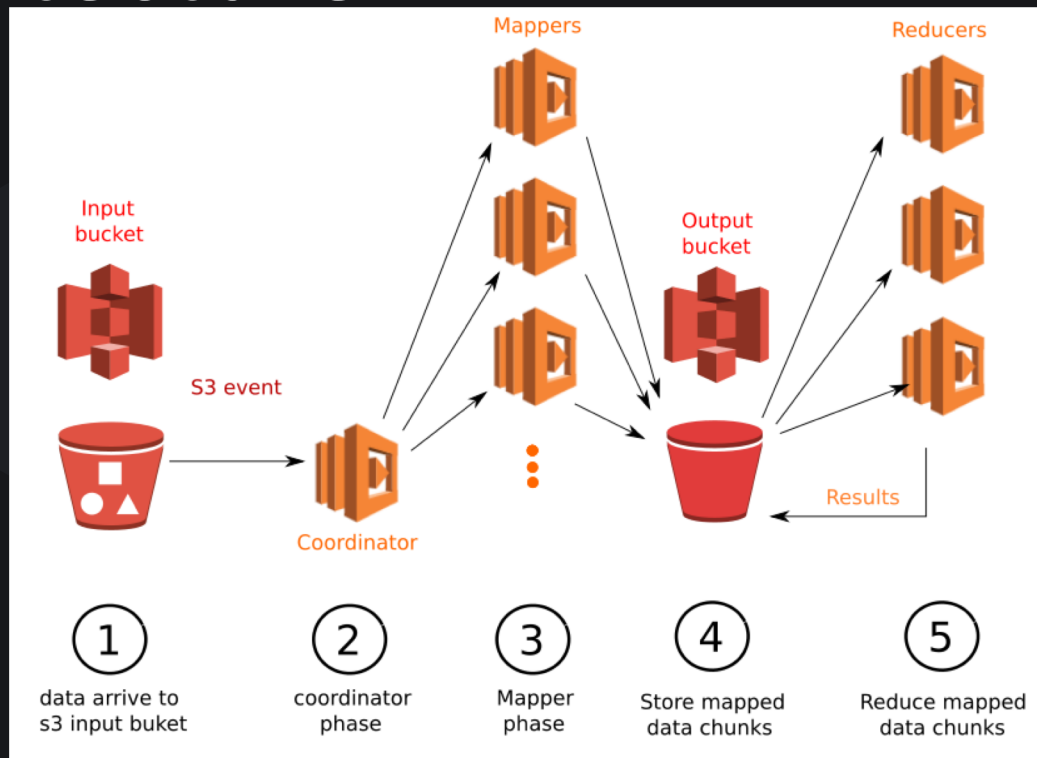 Mappers
Reducers
Input
bucket
Output
bucket
S3 event
Results
Coordinator
1
2
3
4
5
data arrive to
s3 input buket
coordinator
phase
Mapper
phase
Store mapped
data chunks
Reduce mapped
data chunks